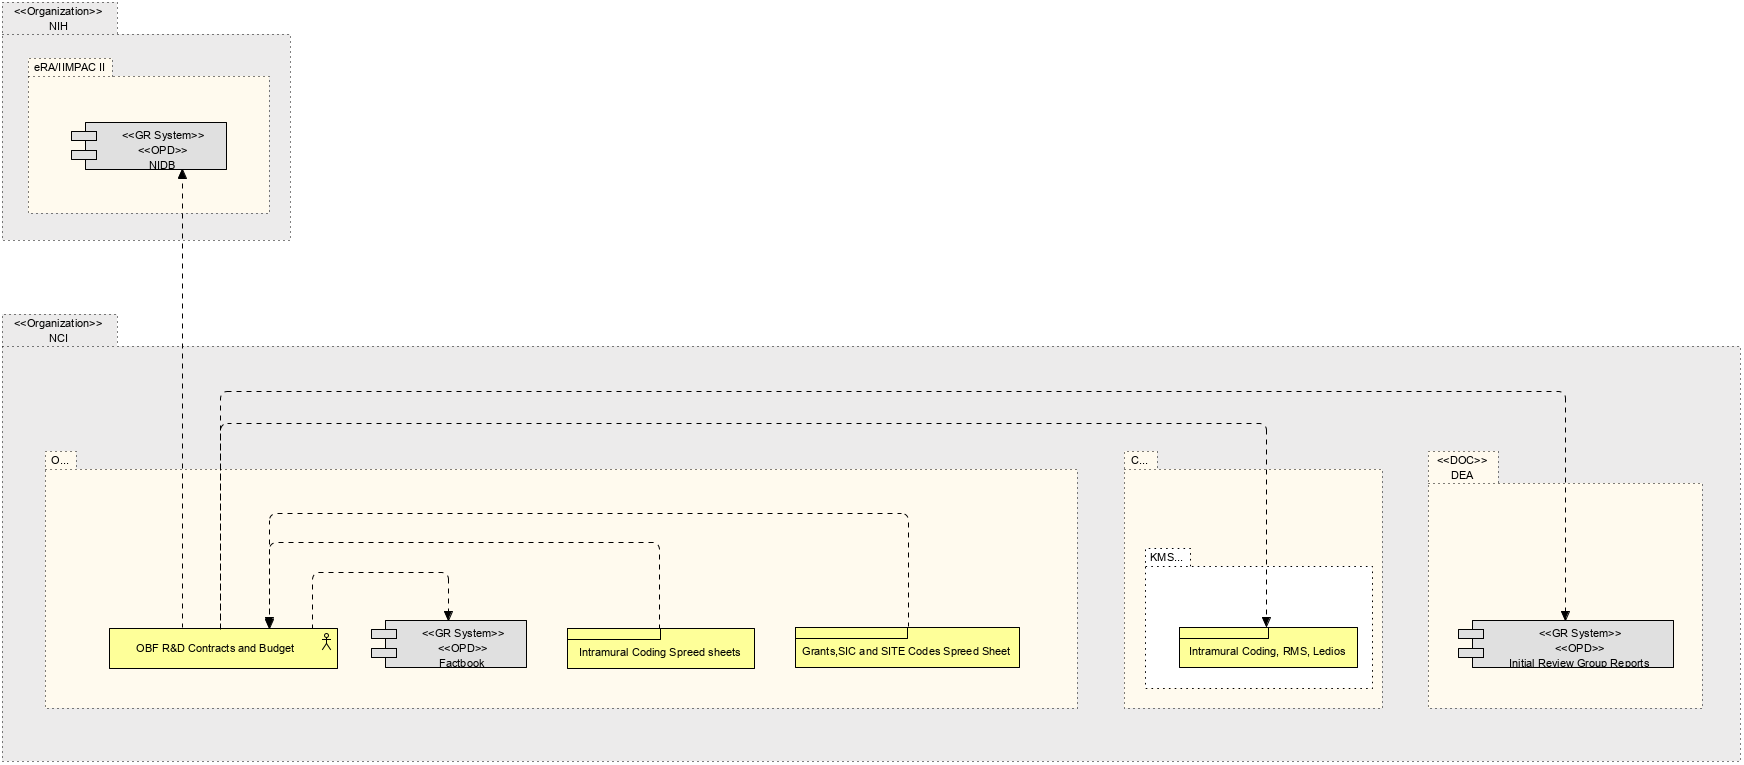 <<Organization>>
NIH
eRA/IIMPAC II
<<GR System>>
<<OPD>>
NIDB
<<Organization>>
NCI
O...
C...
<<DOC>>
DEA
KMS...
OBF R&D Contracts and Budget
<<GR System>>
<<OPD>>
Factbook
Intramural Coding Spreed sheets
Grants,SIC and SITE Codes Spreed Sheet
Intramural Coding, RMS, Ledios
<<GR System>>
<<OPD>>
Initial Review Group Reports